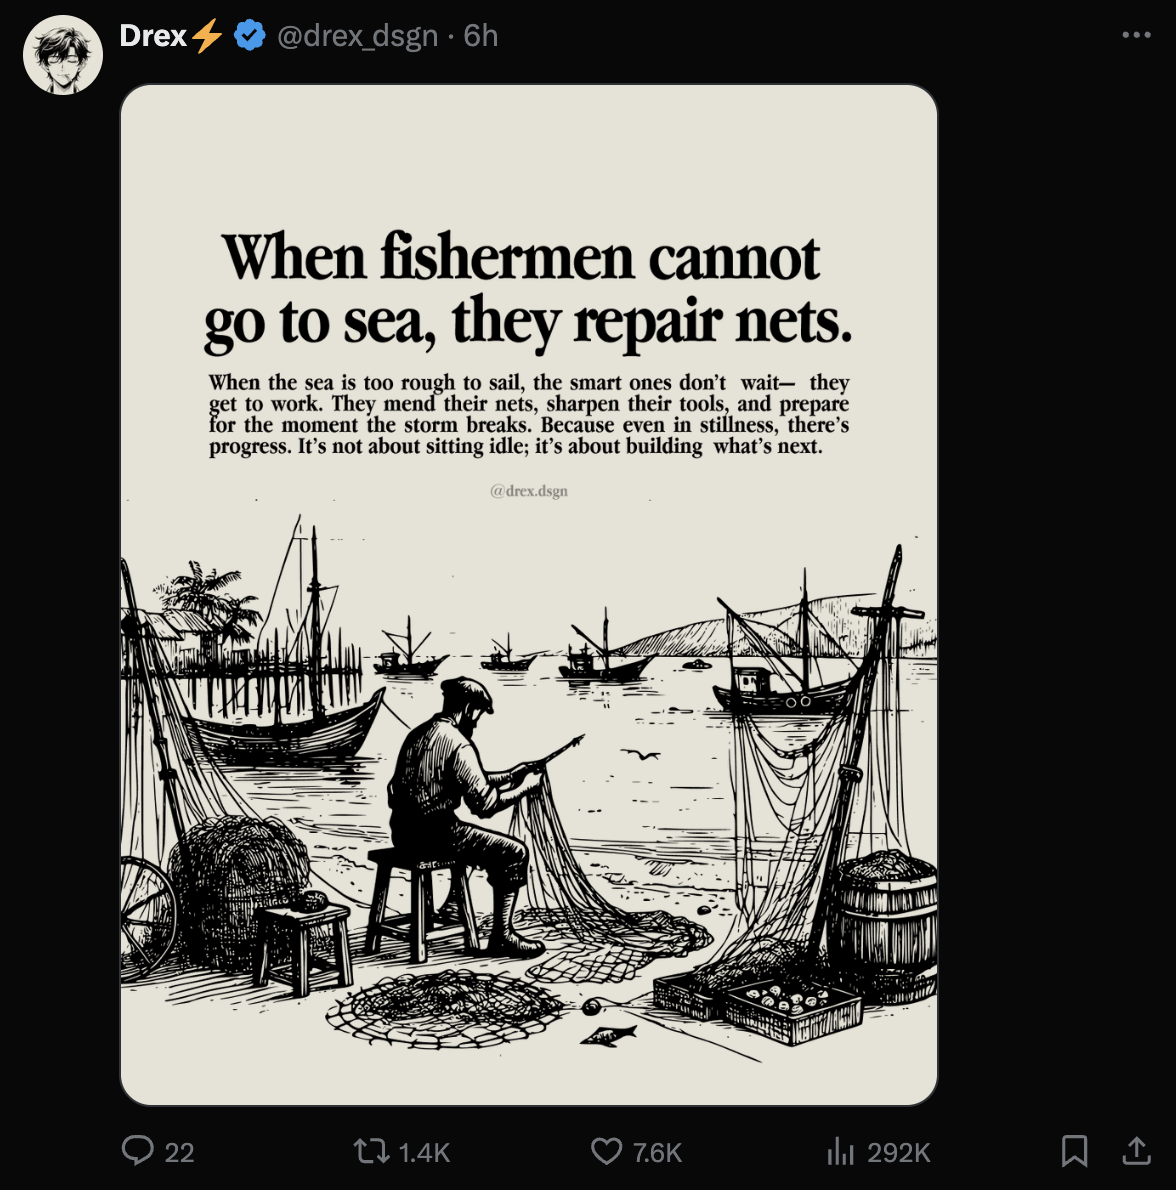 Drex⚡ @drex_dsgn · 6h
When fishermen cannot
go to sea, they repair nets.
When the sea is too rough to sail, the smart ones don’t wait— they
get to work. They mend their nets, sharpen their tools, and prepare
for the moment the storm breaks. Because even in stillness, there’s
progress. It’s not about sitting idle; it’s about building what’s next.
@drex.dsgn
22 1.4K 7.6K 292K